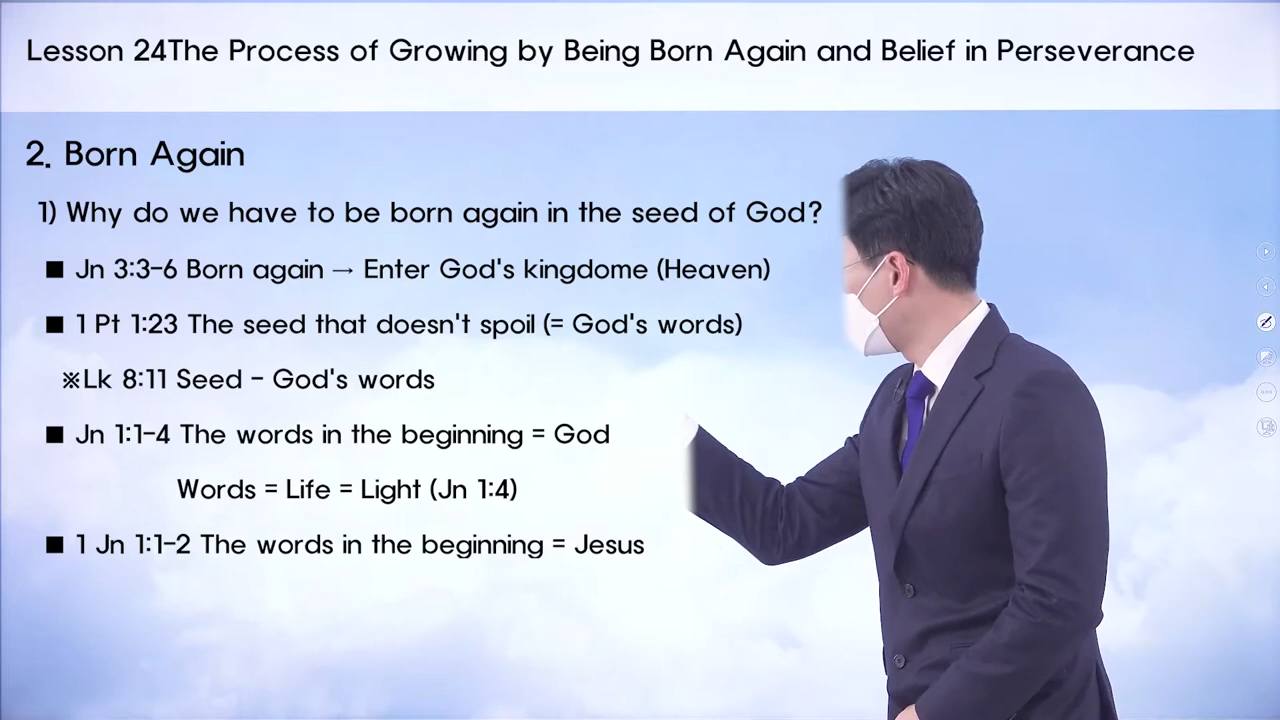 Lesson 24The Process of Growing by Being Born Again and Belief in Perseverance
2. Born Again
1) Why do we have to be born again in the seed of God?
■ Jn 3:3-6 Born again → Enter God's kingdome (Heaven)
■ 1 Pt 1:23 The seed that doesn't spoil (= God's words)
※Lk 8:11 Seed - God's words
■ Jn 1:1-4 The words in the beginning = God
Words = Life = Light (Jn 1:4)
■ 1 Jn 1:1-2 The words in the beginning = Jesus